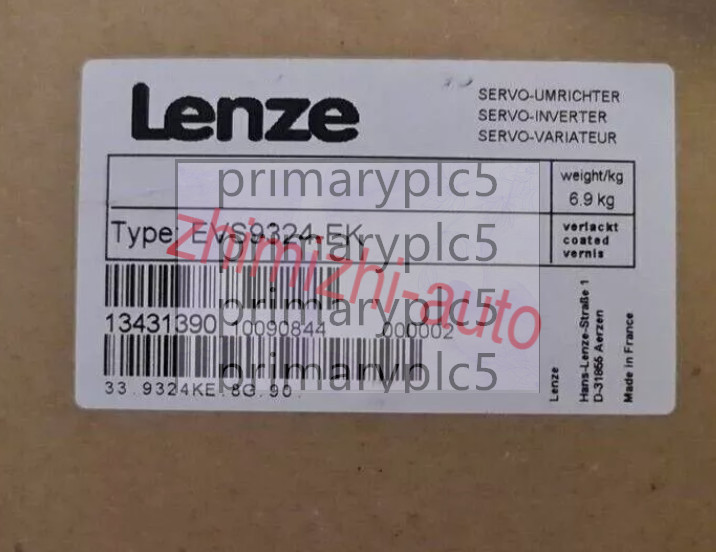 Lenze
SERVO-UMRICHTER
SERVO-INVERTER
SERVO-VARIATEUR
primaryplc5
weight/kg
6.9 kg
Type: EVS9324-EK
primaryplc5
verlackt
coated
vernis
zhimizhi-auto
primaryplc5
13431390 10090844 000002
primaryplc5
33.9324KE.8G.90.
Lenze
Hans-Lenze-Straße 1
D-31855 Aerzen
Made in France